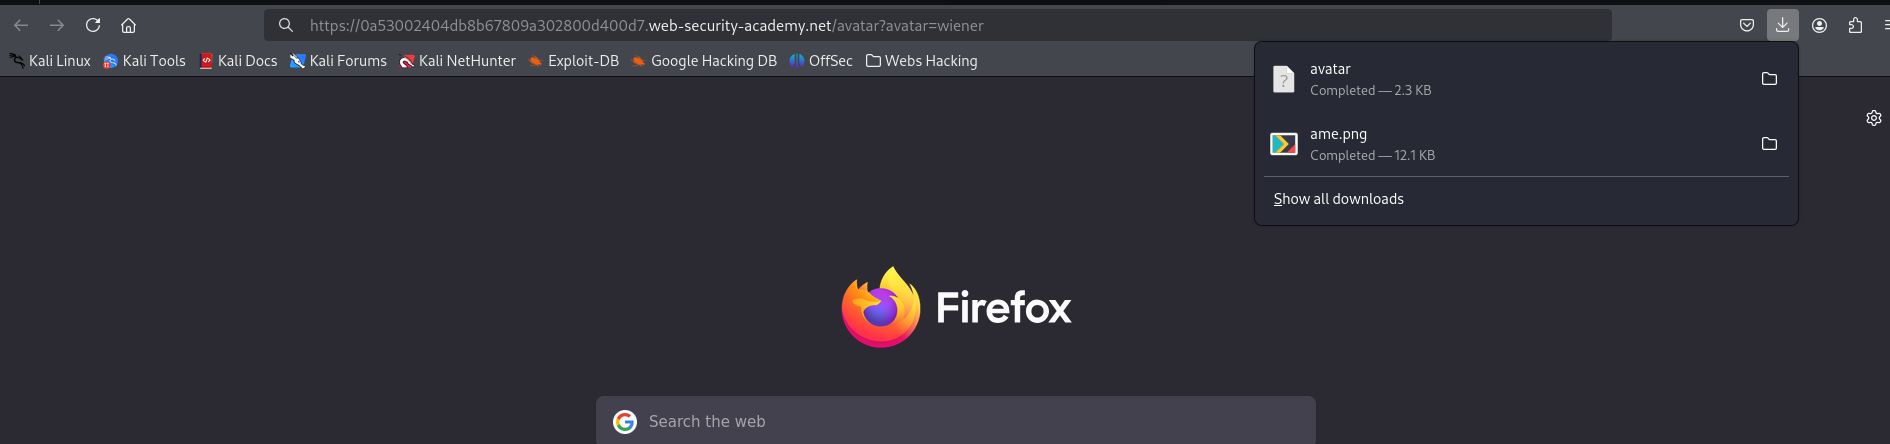 https://0a53002404db8b67809a302800d400d7.web-security-academy.net/avatar?avatar=wiener
Kali Linux Kali Tools Kali Docs Kali Forums Kali NetHunter Exploit-DB Google Hacking DB OffSec Webs Hacking
avatar
Completed — 2.3 KB
ame.png
Completed — 12.1 KB
Show all downloads
Firefox
Search the web